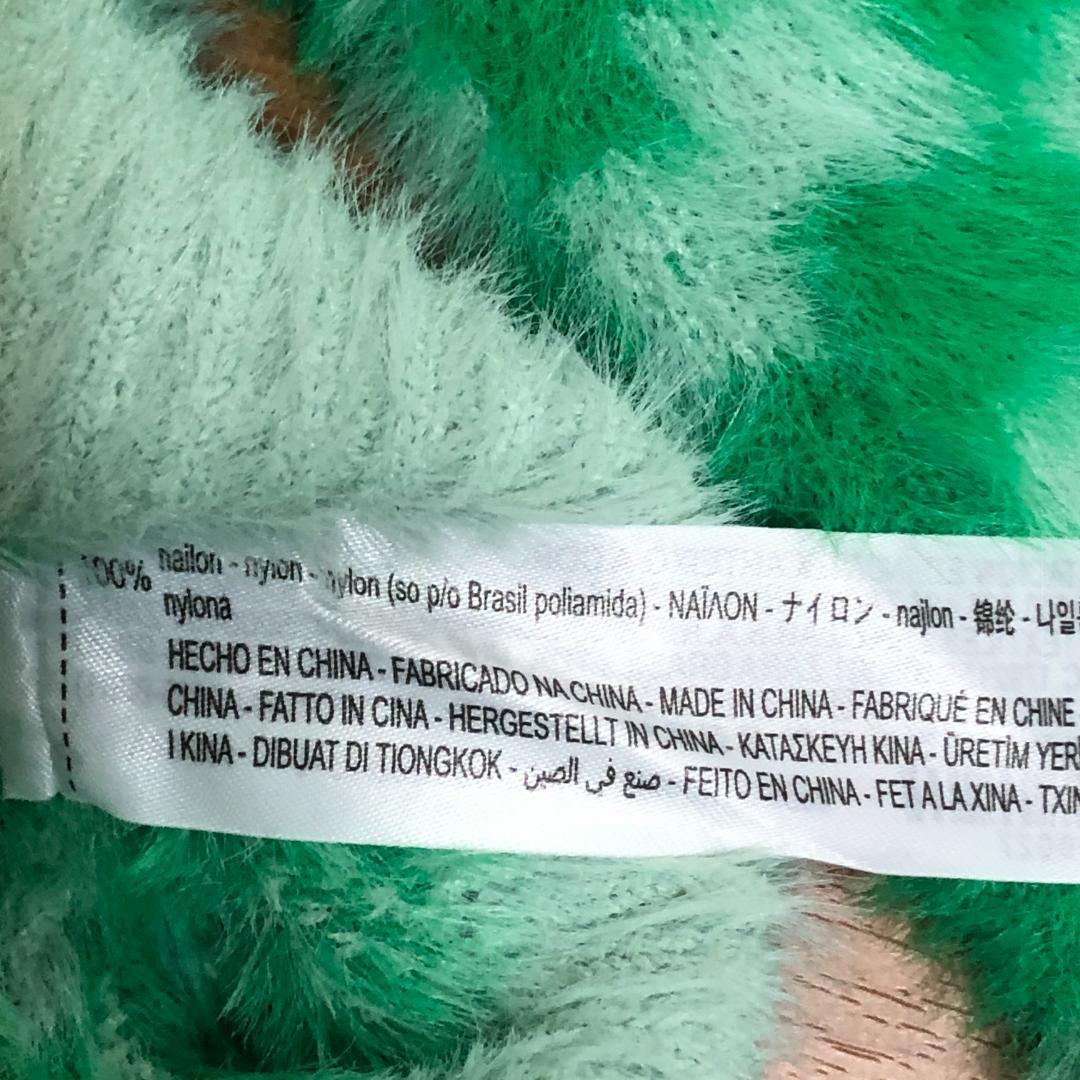 100% nailon - nylon - nylon (so p/o Brasil poliamida) - ΝΑΪΛΟΝ - ナイロン - najlon - 锦纶 - 나일
nylona
HECHO EN CHINA - FABRICADO NA CHINA - MADE IN CHINA - FABRIQUÉ EN CHINE
CHINA - FATTO IN CINA - HERGESTELLT IN CHINA - ΚΑΤΑΣΚΕΥΗ ΚΙΝΑ - ÜRETİM YERİ
I KINA - DIBUAT DI TIONGKOK - صنع في الصين - FEITO EN CHINA - FET A LA XINA - TXIN